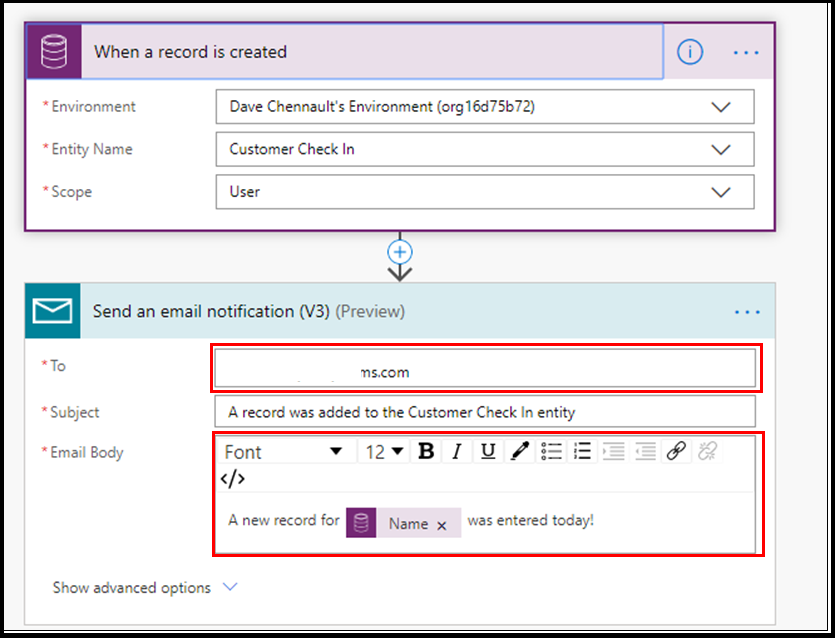 When a record is created
* Environment Dave Chennault's Environment (org16d75b72)
* Entity Name Customer Check In
* Scope User
Send an email notification (V3) (Preview)
* To ms.com
* Subject A record was added to the Customer Check In entity
* Email Body Font 12 B I U
</>
A new record for Name × was entered today!
Show advanced options